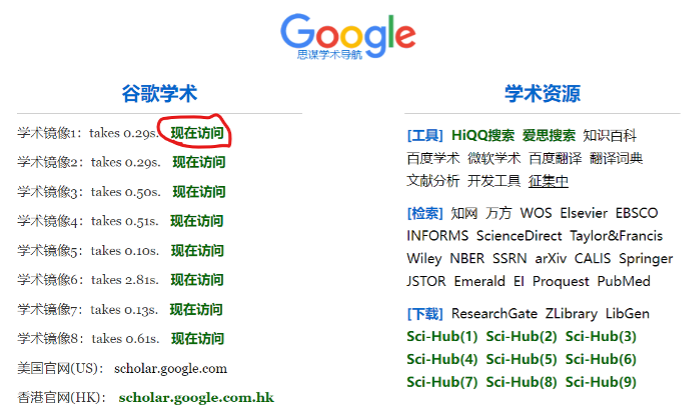 Google
思谋学术导航
谷歌学术
学术镜像1：takes 0.29s. 现在访问
学术镜像2：takes 0.29s. 现在访问
学术镜像3：takes 0.50s. 现在访问
学术镜像4：takes 0.51s. 现在访问
学术镜像5：takes 0.10s. 现在访问
学术镜像6：takes 2.81s. 现在访问
学术镜像7：takes 0.13s. 现在访问
学术镜像8：takes 0.61s. 现在访问
美国官网(US)： scholar.google.com
香港官网(HK)： scholar.google.com.hk
学术资源
[工具] HiQQ搜索 爱思搜索 知识百科
百度学术 微软学术 百度翻译 翻译词典
文献分析 开发工具 征集中
[检索] 知网 万方 WOS Elsevier EBSCO
INFORMS ScienceDirect Taylor&Francis
Wiley NBER SSRN arXiv CALIS Springer
JSTOR Emerald EI Proquest PubMed
[下载] ResearchGate ZLibrary LibGen
Sci-Hub(1) Sci-Hub(2) Sci-Hub(3)
Sci-Hub(4) Sci-Hub(5) Sci-Hub(6)
Sci-Hub(7) Sci-Hub(8) Sci-Hub(9)